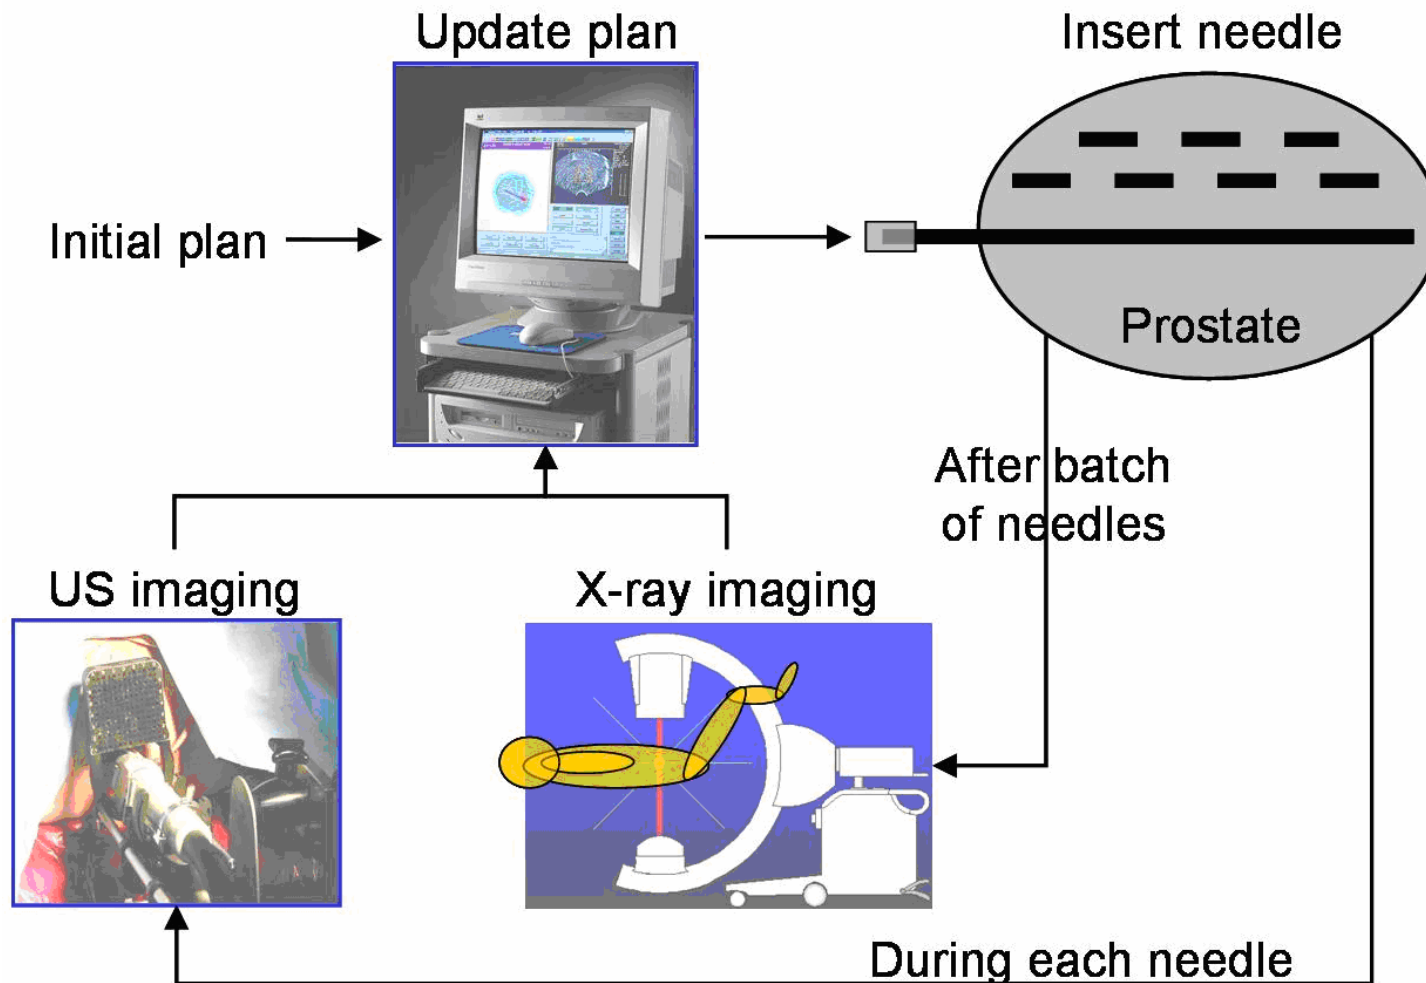 Update plan
Insert needle
Initial plan
Prostate
After batch
of needles
US imaging
X-ray imaging
During each needle